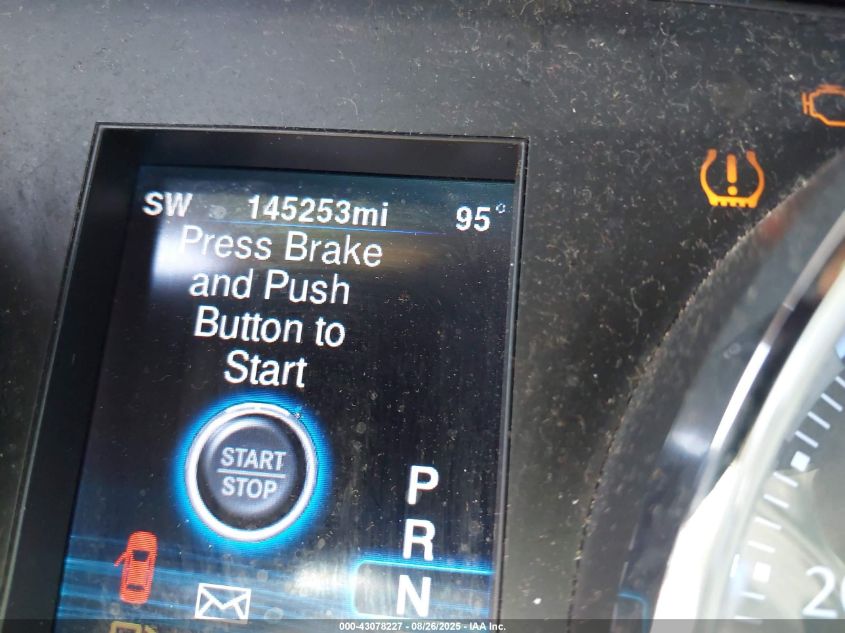 SW 145253mi 95°
Press Brake
and Push
Button to
Start
START
STOP
P
R
N
20
000-43078227 - 08/26/2025 - IAA Inc.